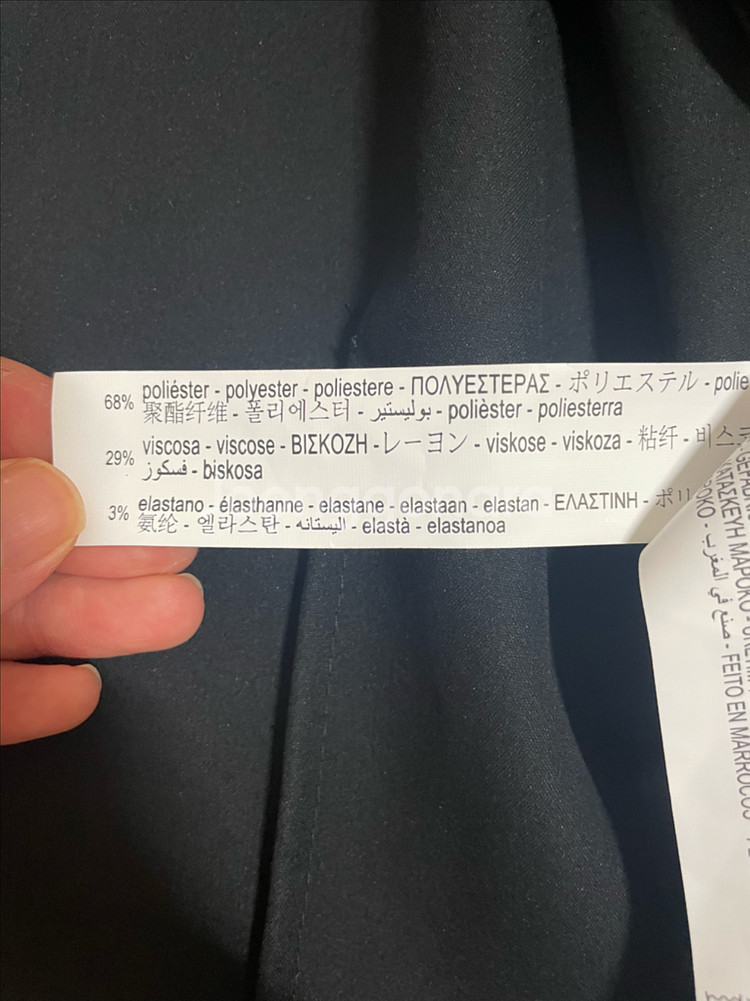 68% poliéster - polyester - poliestere - ΠΟΛΥΕΣΤΕΡΑΣ - ポリエステル - polie
聚酯纤维 - 폴리에스터 - بوليستير - polièster - poliesterra
29% viscosa - viscose - ΒΙΣΚΟΖΗ - レーヨン - viskose - viskoza - 粘纤 - 비스
فسكوز - biskosa
3% elastano - élasthanne - elastane - elastaan - elastan - ΕΛΑΣΤΙΝΗ - ポリ
氨纶 - 엘라스탄 - اليستانه - elastà - elastanoa
ΚΑΤΑΣΚΕΥΗ ΜΑΡΟΚΟ
صنع في المغرب - FEITO EN MARROCOS